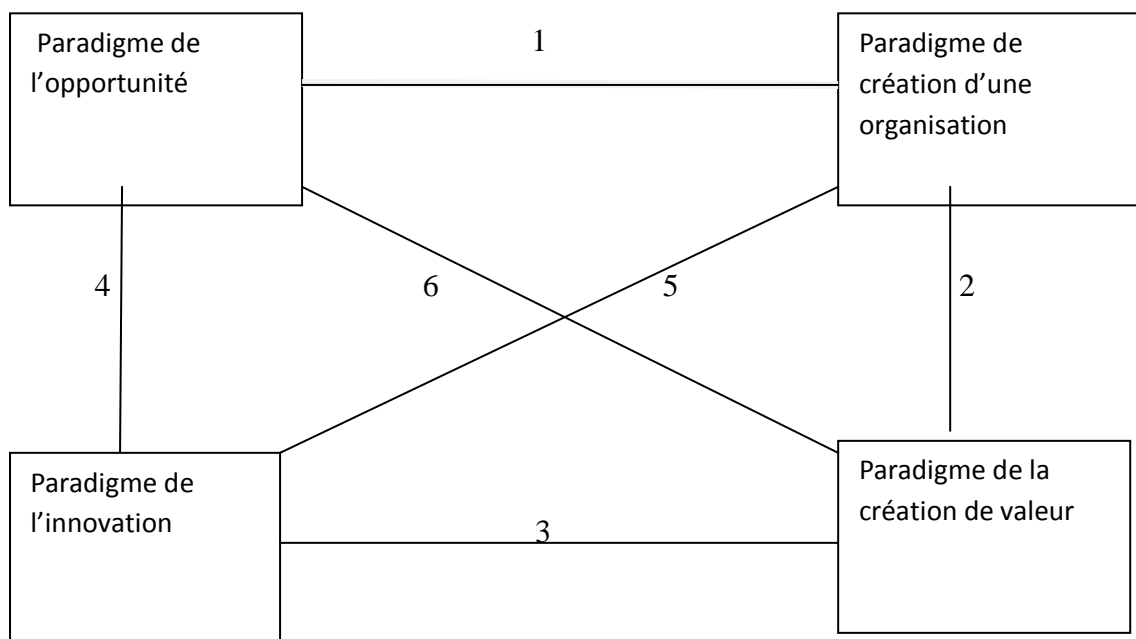 Paradigme de
l’opportunité
1
Paradigme de
création d’une
organisation
4
6
5
2
Paradigme de
l’innovation
3
Paradigme de la
création de valeur